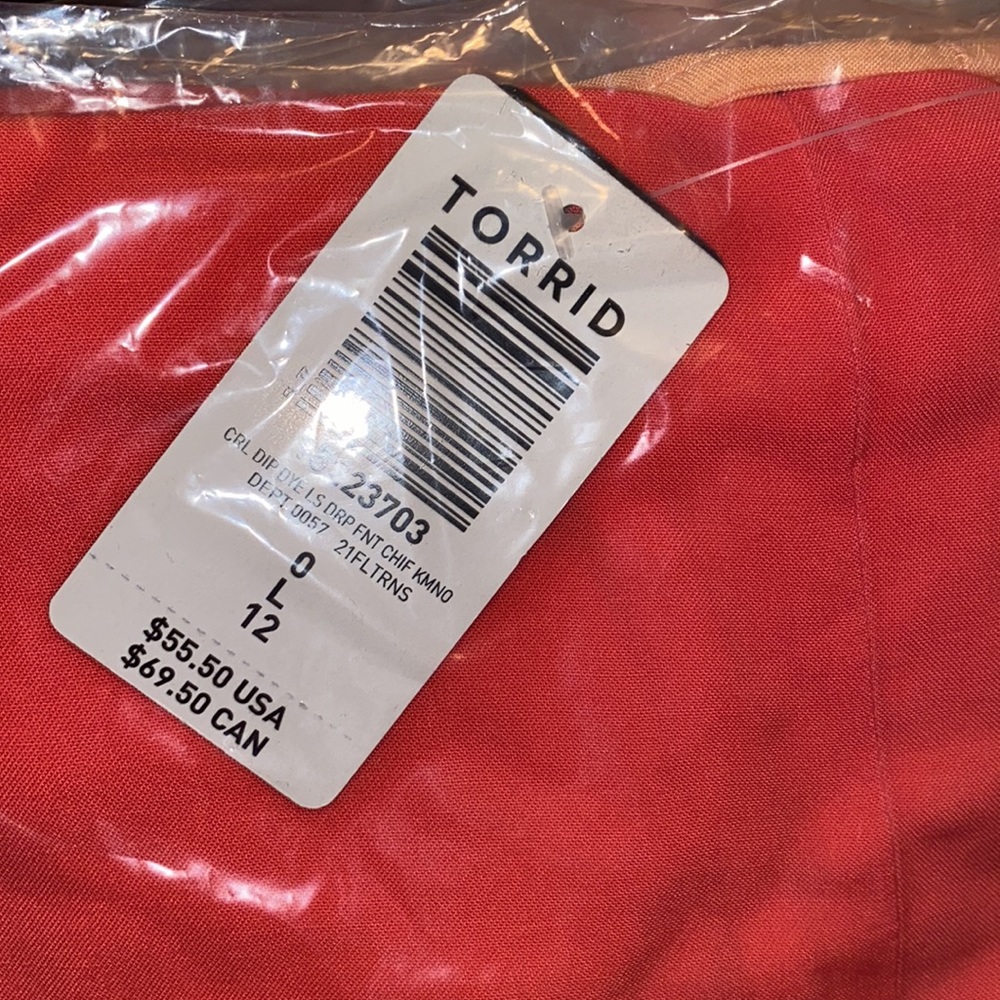 TORRID
23703
CRL DIP DYE LS DRP FNT CHIF KMNO
DEPT 0057 21FLTRNS
0
L
12
$55.50 USA
$69.50 CAN